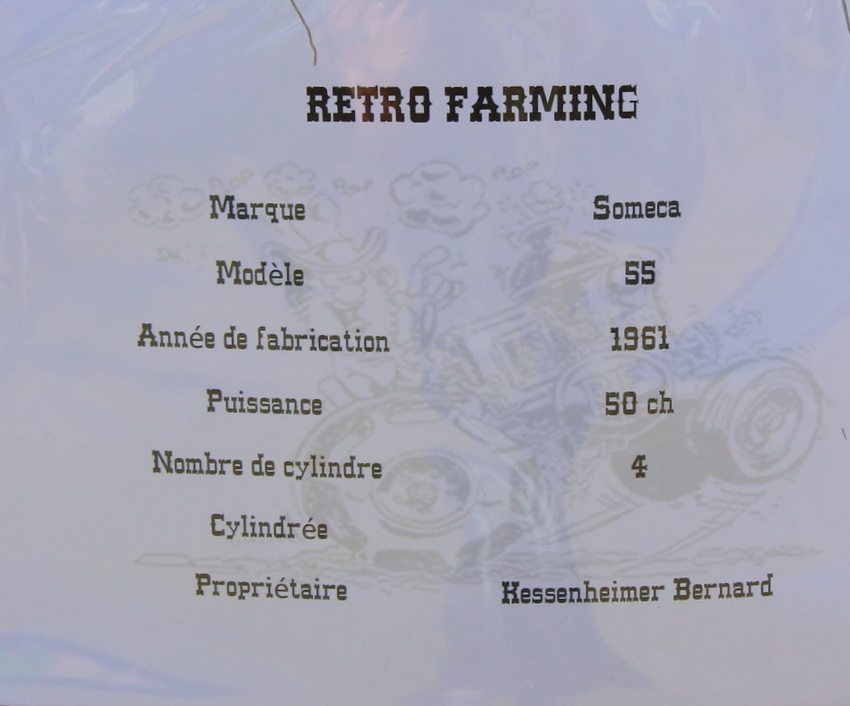 RETRO FARMING
Marque Someca
Modèle 55
Année de fabrication 1961
Puissance 50 ch
Nombre de cylindre 4
Cylindrée
Propriétaire Hessenheimer Bernard